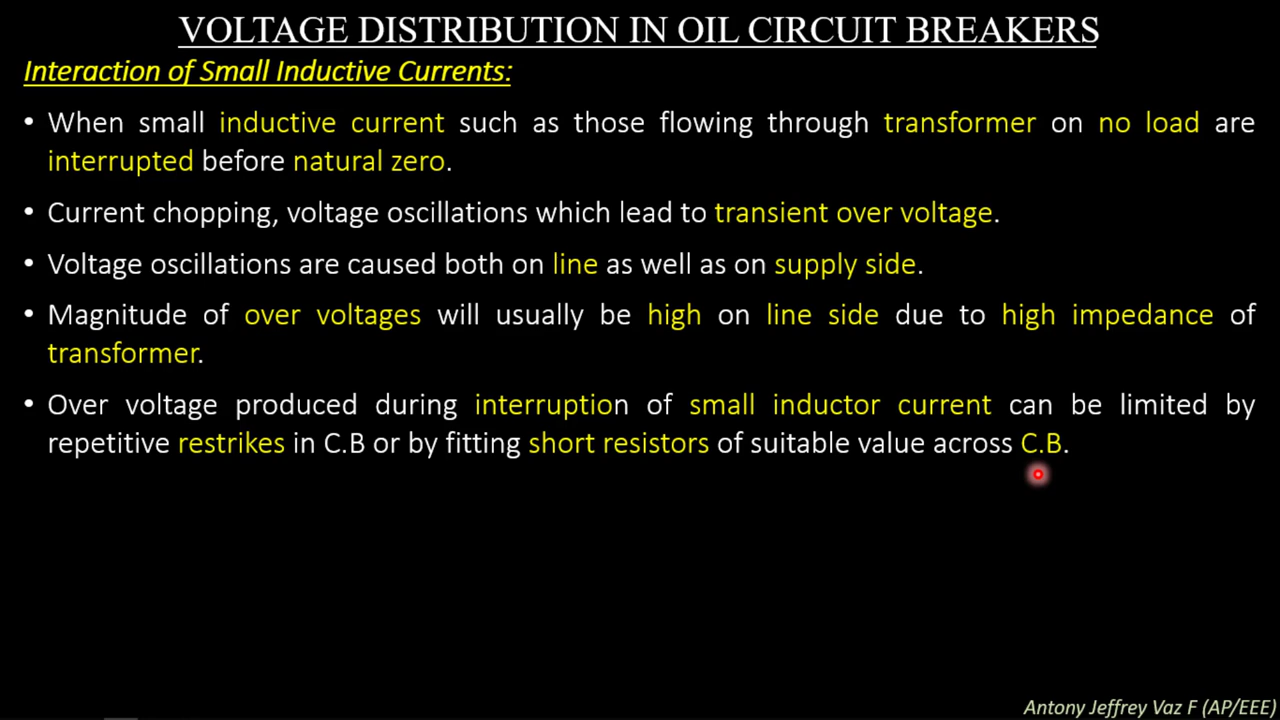 VOLTAGE DISTRIBUTION IN OIL CIRCUIT BREAKERS
Interaction of Small Inductive Currents:
• When small inductive current such as those flowing through transformer on no load are
interrupted before natural zero.
• Current chopping, voltage oscillations which lead to transient over voltage.
• Voltage oscillations are caused both on line as well as on supply side.
• Magnitude of over voltages will usually be high on line side due to high impedance of
transformer.
• Over voltage produced during interruption of small inductor current can be limited by
repetitive restrikes in C.B or by fitting short resistors of suitable value across C.B.
Antony Jeffrey Vaz F (AP/EEE)